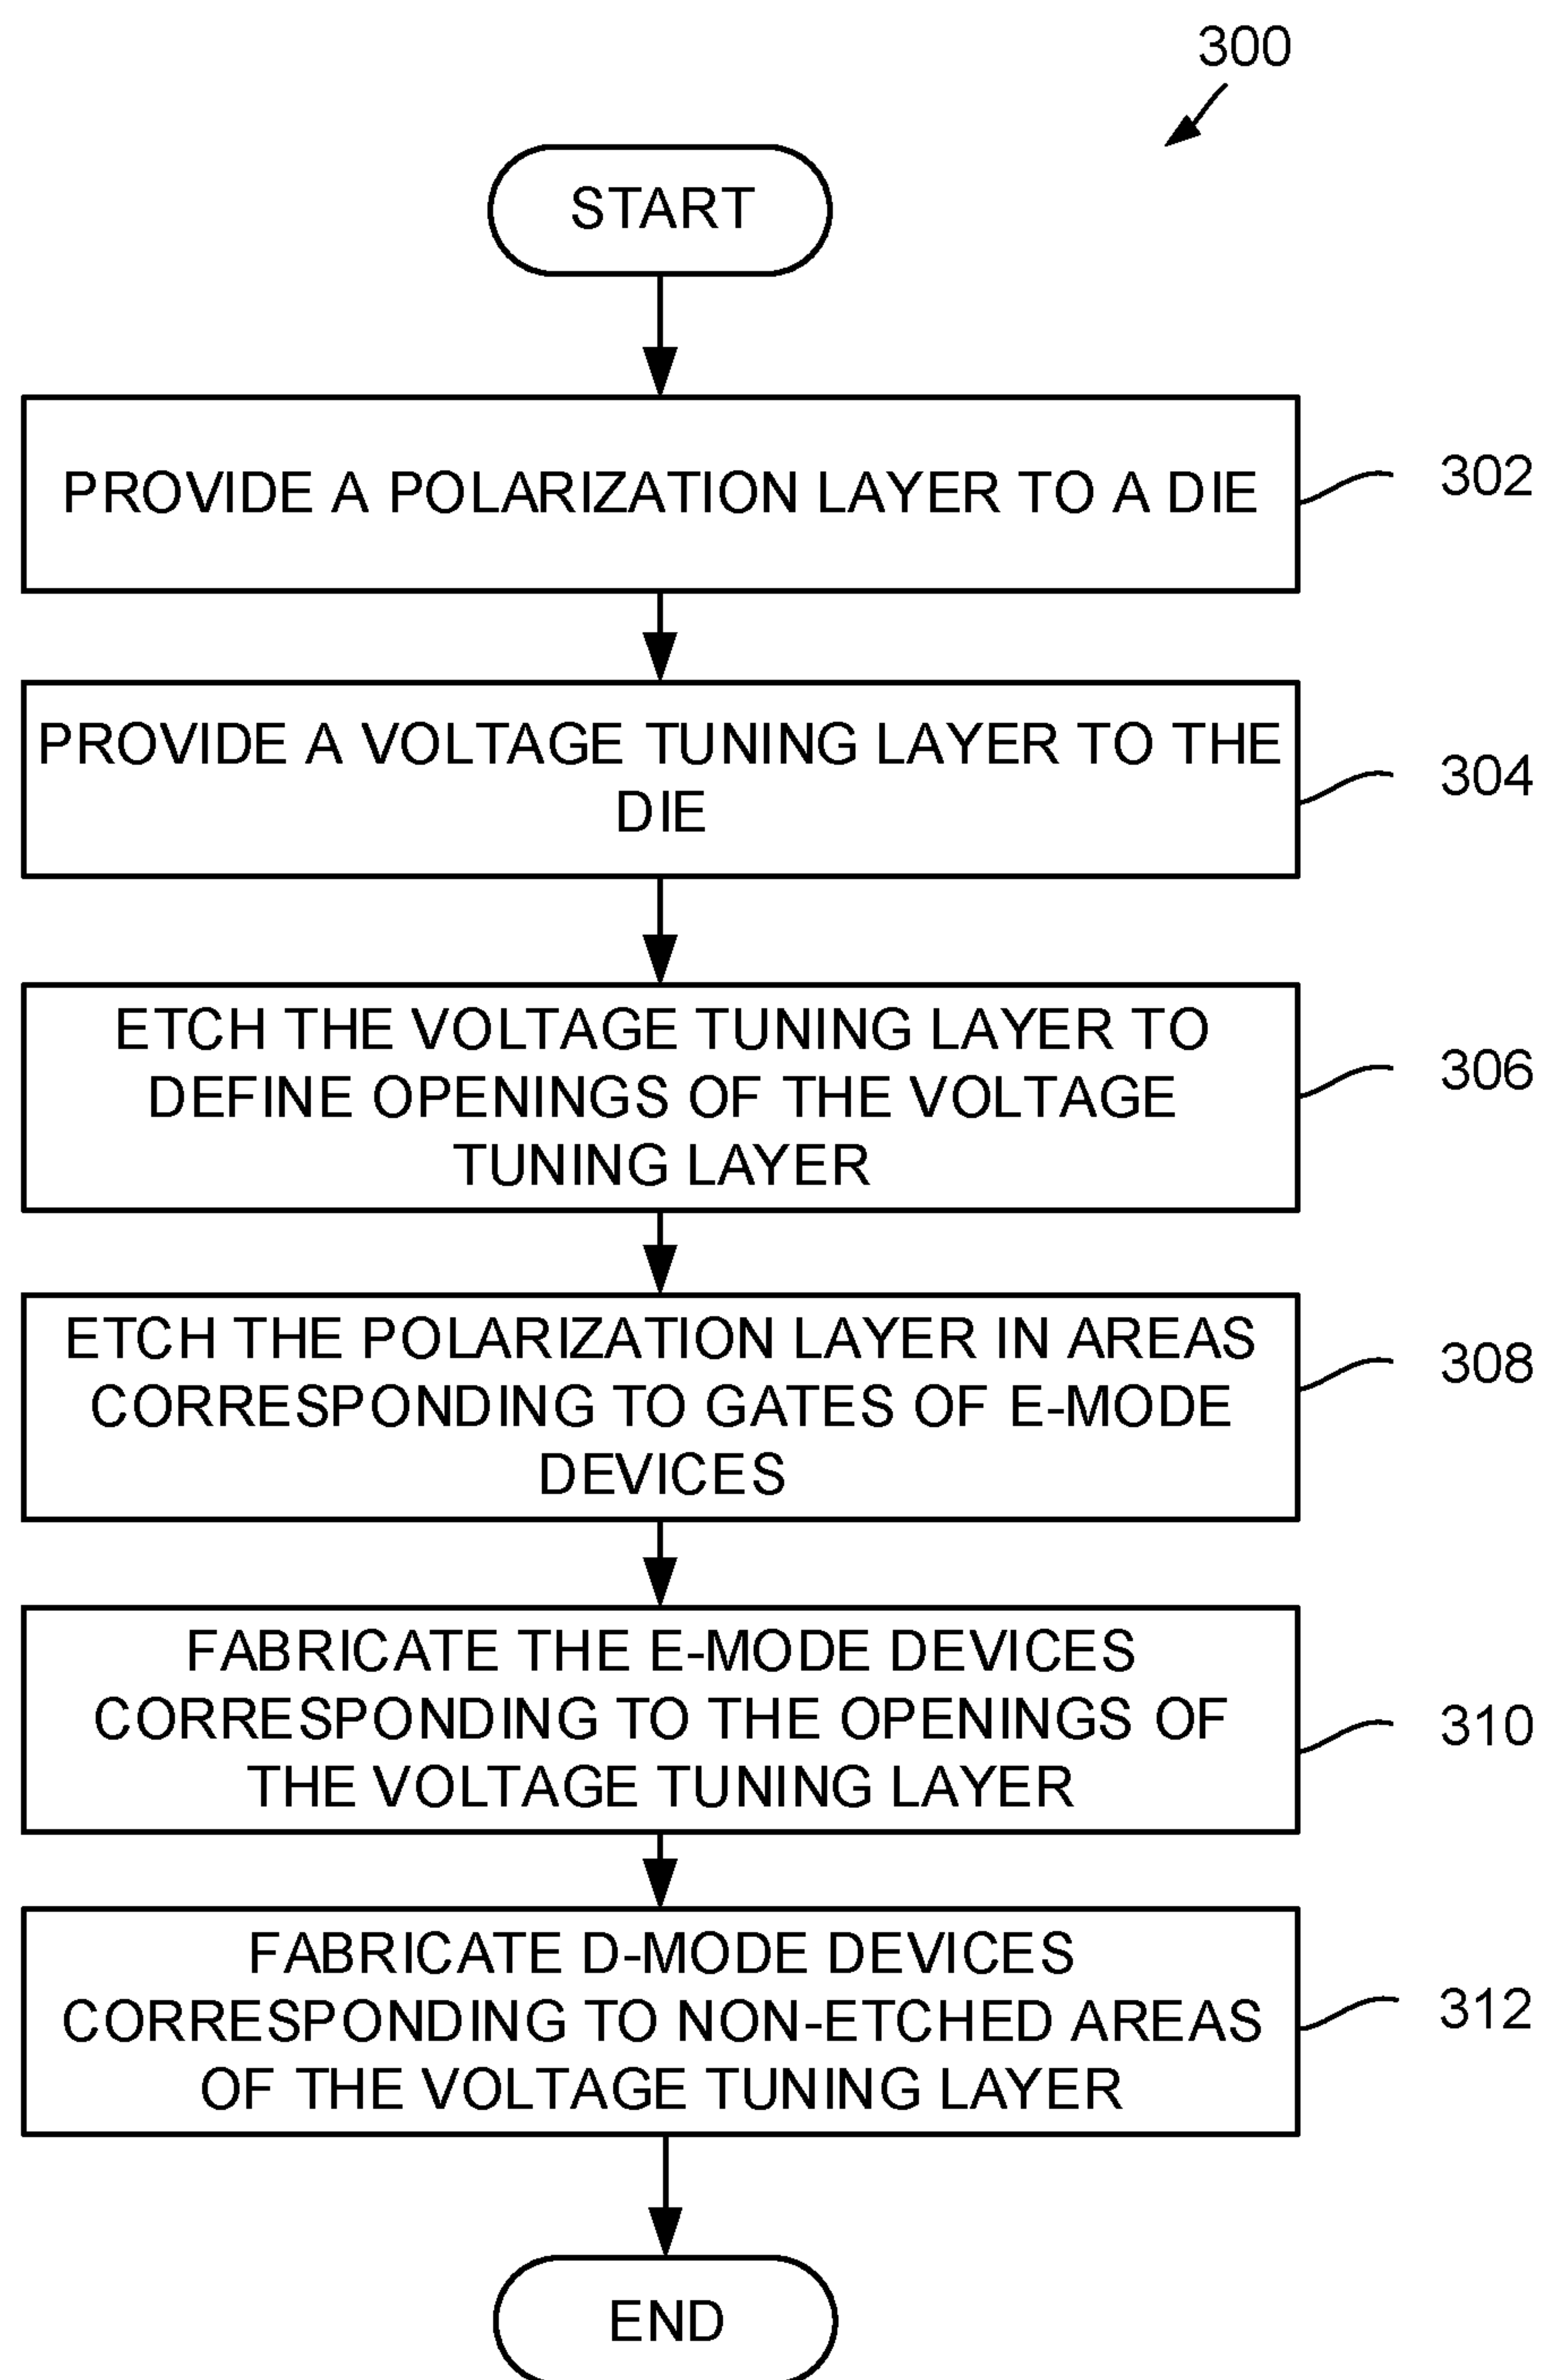 300
START
PROVIDE A POLARIZATION LAYER TO A DIE
302
PROVIDE A VOLTAGE TUNING LAYER TO THE
DIE
304
ETCH THE VOLTAGE TUNING LAYER TO
DEFINE OPENINGS OF THE VOLTAGE
TUNING LAYER
306
ETCH THE POLARIZATION LAYER IN AREAS
CORRESPONDING TO GATES OF E-MODE
DEVICES
308
FABRICATE THE E-MODE DEVICES
CORRESPONDING TO THE OPENINGS OF
THE VOLTAGE TUNING LAYER
310
FABRICATE D-MODE DEVICES
CORRESPONDING TO NON-ETCHED AREAS
OF THE VOLTAGE TUNING LAYER
312
END